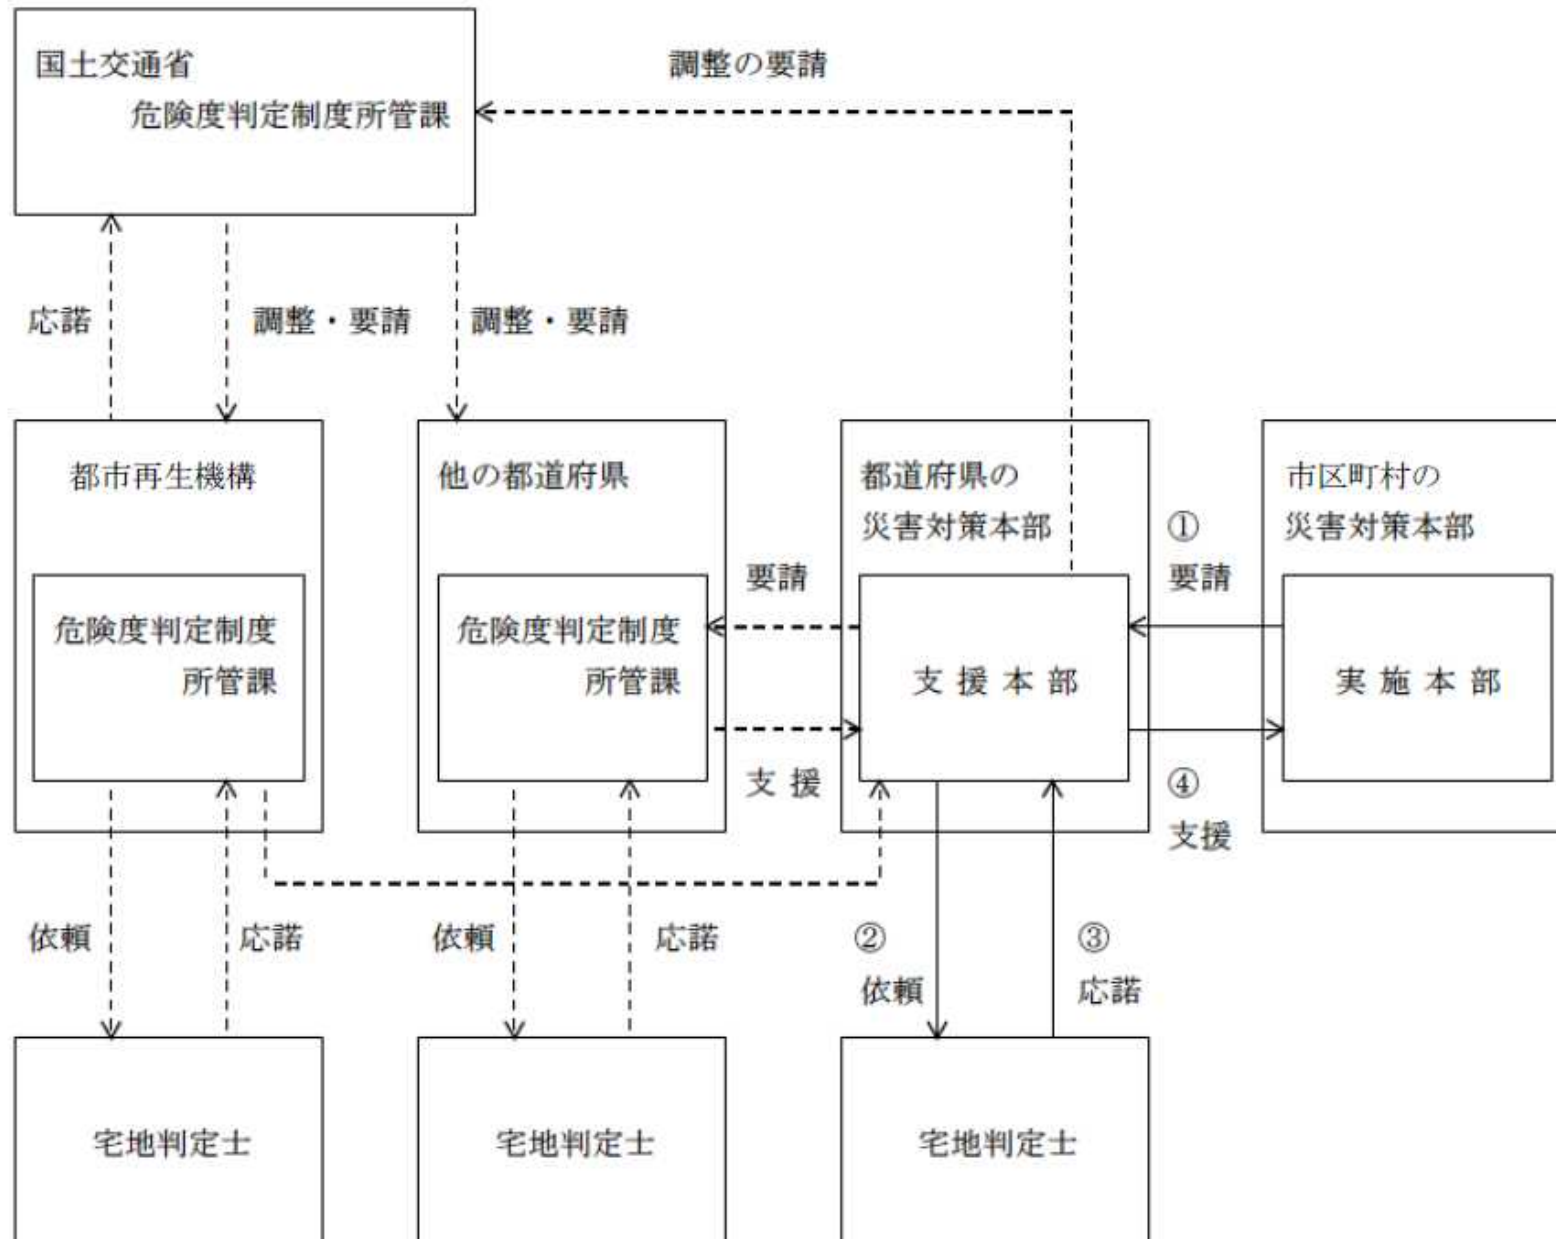 国土交通省
危険度判定制度所管課
調整の要請
応諾
調整・要請
調整・要請
都市再生機構
危険度判定制度
所管課
他の都道府県
危険度判定制度
所管課
要請
支 援
都道府県の
災害対策本部
支 援 本 部
①
要請
④
支援
市区町村の
災害対策本部
実 施 本 部
依頼
応諾
依頼
応諾
②
依頼
③
応諾
宅地判定士
宅地判定士
宅地判定士